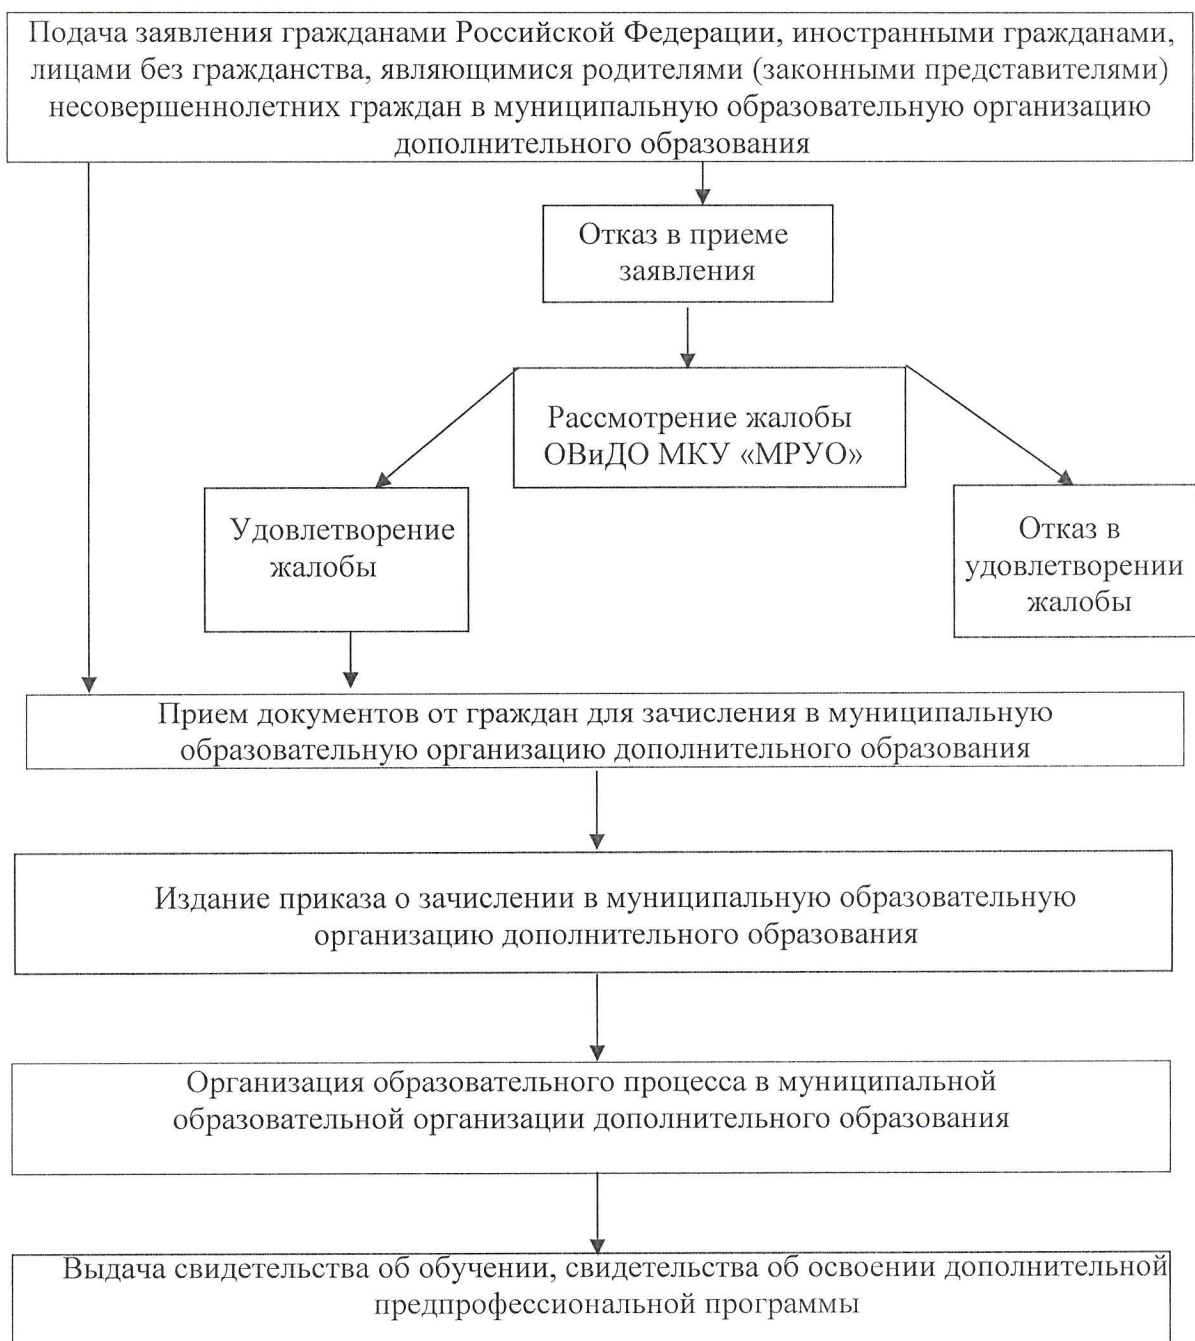 Подача заявления гражданами Российской Федерации, иностранными гражданами,
лицами без гражданства, являющимися родителями (законными представителями)
несовершеннолетних граждан в муниципальную образовательную организацию
дополнительного образования
Отказ в приеме
заявления
Рассмотрение жалобы
ОВиДО МКУ «МРУО»
Удовлетворение
жалобы
Отказ в
удовлетворении
жалобы
Прием документов от граждан для зачисления в муниципальную
образовательную организацию дополнительного образования
Издание приказа о зачислении в муниципальную образовательную
организацию дополнительного образования
Организация образовательного процесса в муниципальной
образовательной организации дополнительного образования
Выдача свидетельства об обучении, свидетельства об освоении дополнительной
предпрофессиональной программы